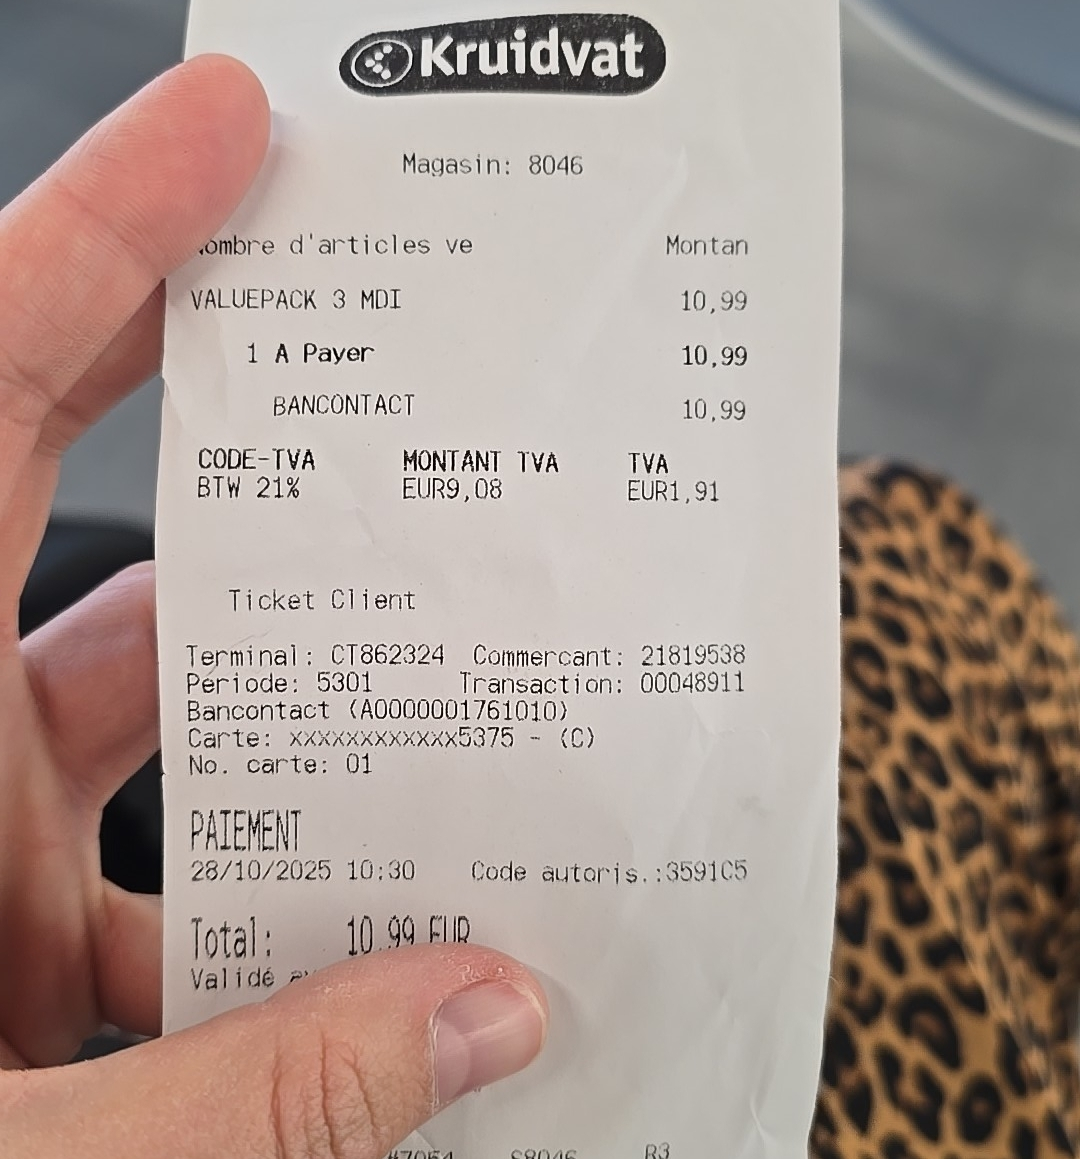 Kruidvat
Magasin: 8046
ombre d'articles ve Montan
VALUEPACK 3 MDI 10,99
1 A Payer 10,99
BANCONTACT 10,99
CODE-TVA MONTANT TVA TVA
BTW 21% EUR9,08 EUR1,91
Ticket Client
Terminal: CT862324 Commercant: 21819538
Période: 5301 Transaction: 00048911
Bancontact (A0000001761010)
Carte: xxxxxxxxxxxx5375 - (C)
No. carte: 01
PAIEMENT
28/10/2025 10:30 Code autoris.:3591C5
Total: 10.99 EUR
Validé
S8046 R3